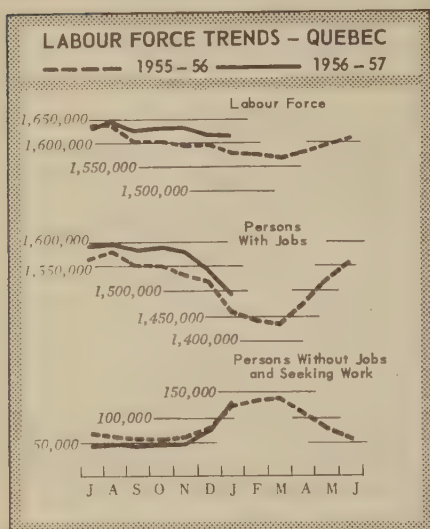 LABOUR FORCE TRENDS – QUEBEC
1955 – 56 1956 – 57
Labour Force
1,650,000
1,600,000
1,550,000
1,500,000
Persons
With Jobs
1,600,000
1,550,000
1,500,000
1,450,000
1,400,000
Persons Without Jobs
and Seeking Work
150,000
100,000
50,000
J A S O N D J F M A M J